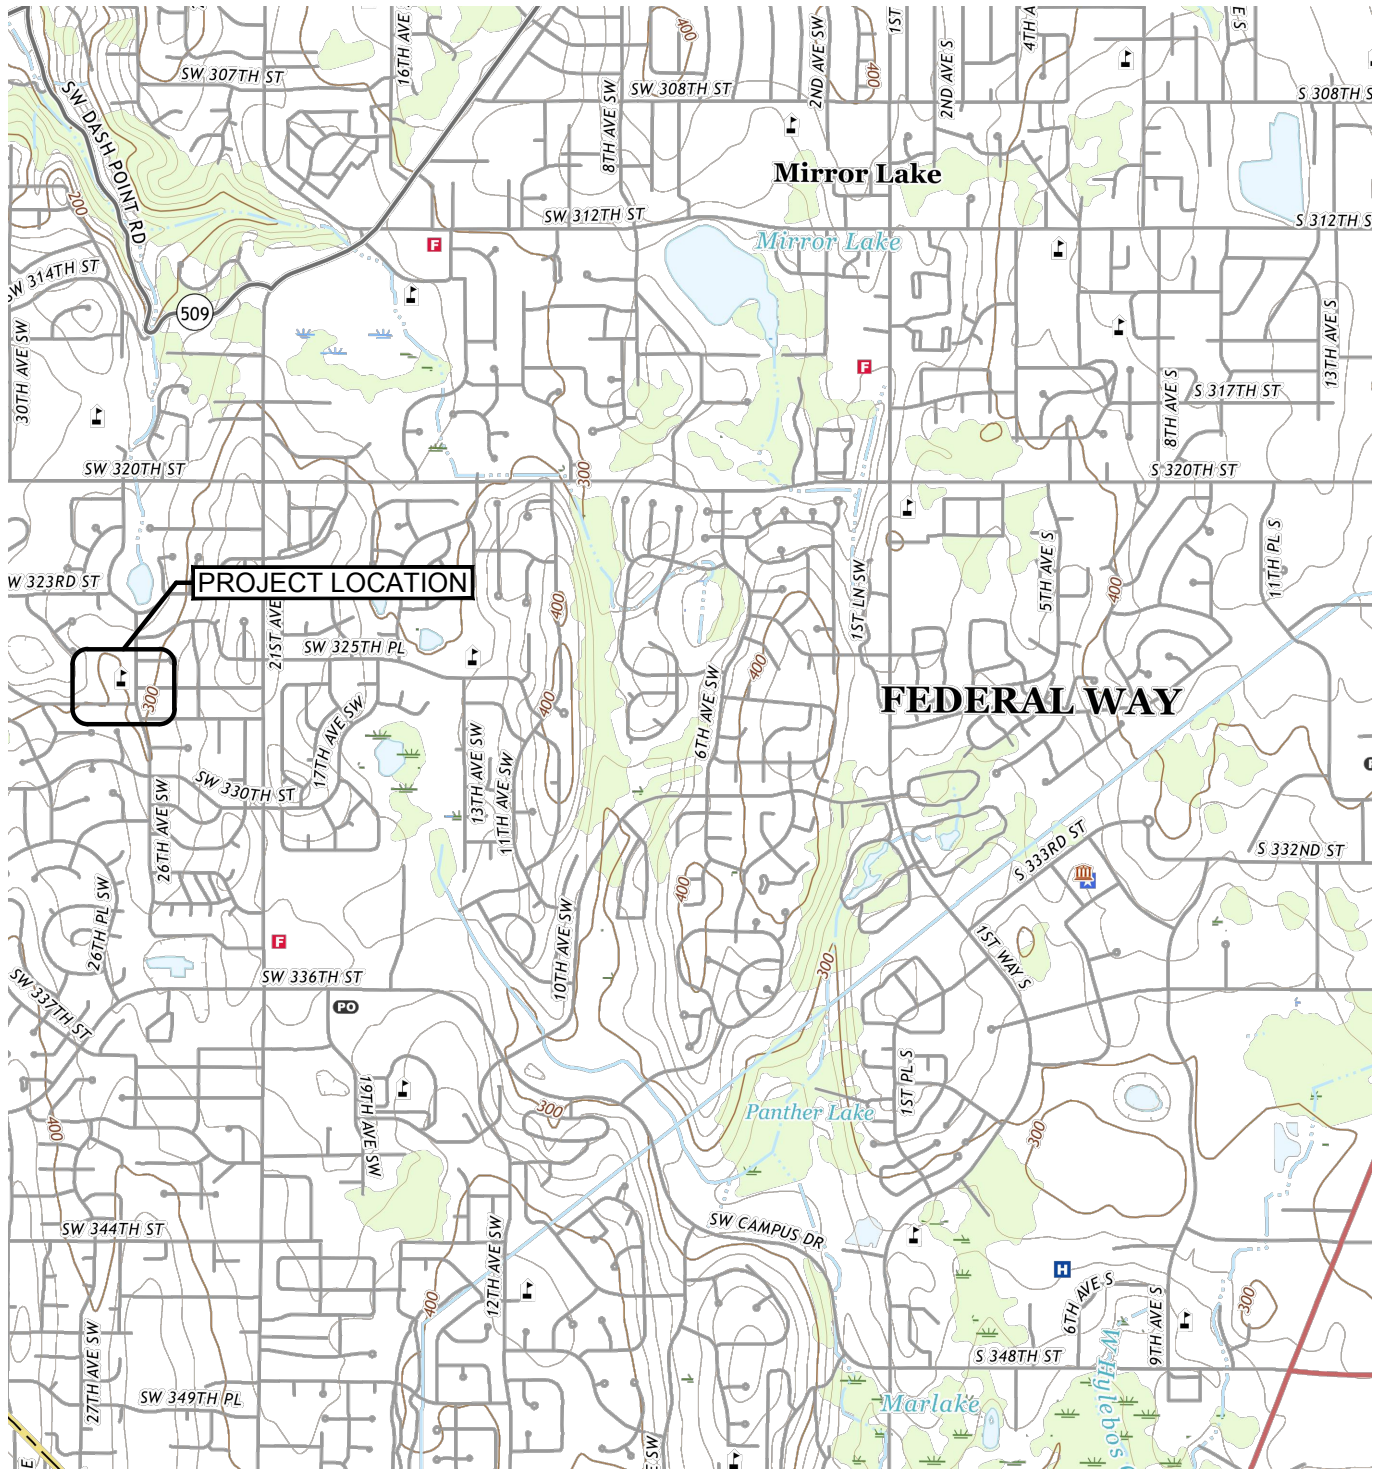 16TH AVE
400
2ND AVE SW
1ST
2ND AVE S
4TH A
S E
SW 307TH ST
8TH AVE SW
SW 308TH ST
400
S 308TH S
SW DASH POINT RD
Mirror Lake
200
SW 312TH ST
S 312TH S
F
Mirror Lake
SW 314TH ST
509
30TH AVE SW
13TH AVE S
F
8TH AVE S
S 317TH ST
SW 320TH ST
300
S 320TH ST
W 323RD ST
PROJECT LOCATION
400
1ST LN SW
5TH AVE S
400
11TH PL S
21ST AVE
SW 325TH PL
400
300
400
6TH AVE SW
FEDERAL WAY
17TH AVE SW
SW 330TH ST
13TH AVE SW
11TH AVE SW
26TH AVE SW
S 333RD ST
S 332ND ST
400
26TH PL SW
10TH AVE SW
F
SW 336TH ST
300
1ST WAY S
SW 337TH ST
PO
19TH AVE SW
1ST PL S
400
300
Panther Lake
300
SW 344TH ST
12TH AVE SW
SW CAMPUS DR
H
400
6TH AVE S
9TH AVE S
300
27TH AVE SW
S 348TH ST
SW 349TH PL
Marlake
W Hylebos
E
E SW